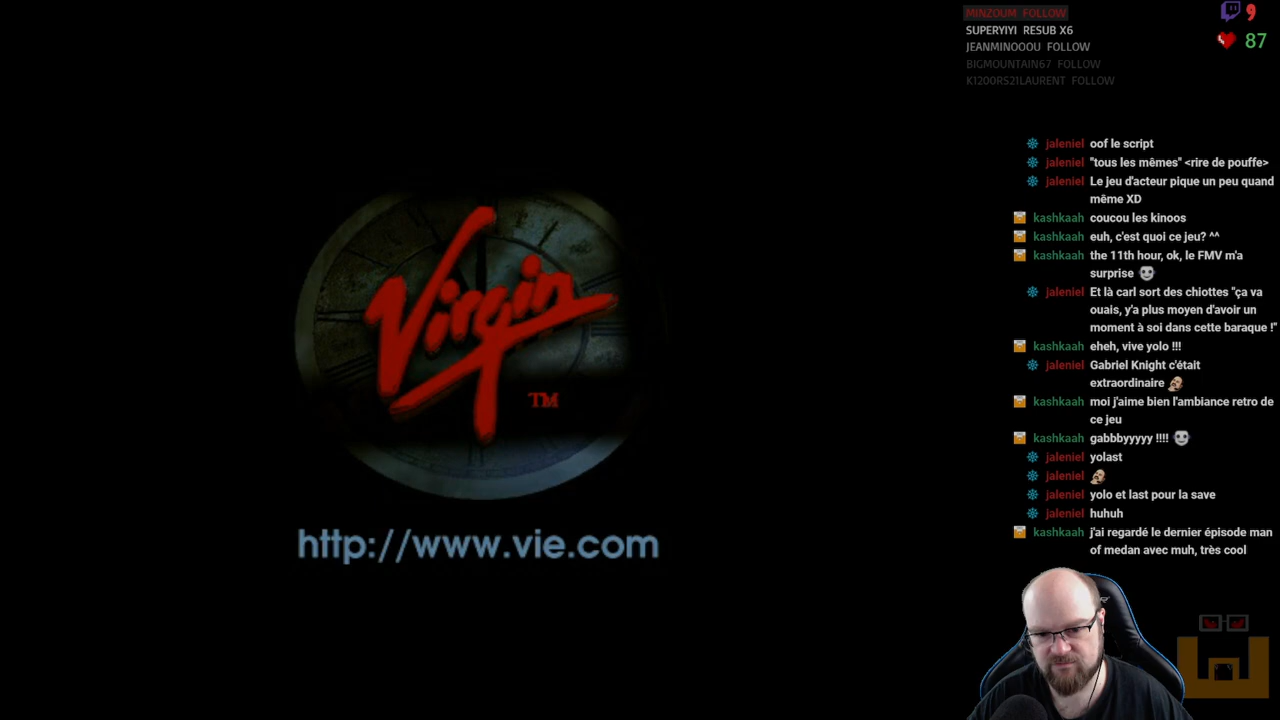 MINZOUM FOLLOW
SUPERYIYI RESUB X6
JEANMINOOOU FOLLOW
BIGMOUNTAIN67 FOLLOW
K1200RS21LAURENT FOLLOW
9
87
jaleniel oof le script
jaleniel "tous les mêmes" <rire de pouffe>
jaleniel Le jeu d'acteur pique un peu quand
même XD
kashkaah coucou les kinoos
kashkaah euh, c'est quoi ce jeu? ^^
kashkaah the 11th hour, ok, le FMV m'a
surprise
jaleniel Et là carl sort des chiottes "ça va
ouais, y'a plus moyen d'avoir un
moment à soi dans cette baraque !"
kashkaah eheh, vive yolo !!!
jaleniel Gabriel Knight c'était
extraordinaire
kashkaah moi j'aime bien l'ambiance retro de
ce jeu
kashkaah gabbbyyyyy !!!!
jaleniel yolast
jaleniel
jaleniel yolo et last pour la save
jaleniel huhuh
kashkaah j'ai regardé le dernier épisode man
of medan avec muh, très cool
Virgin
TM
http://www.vie.com